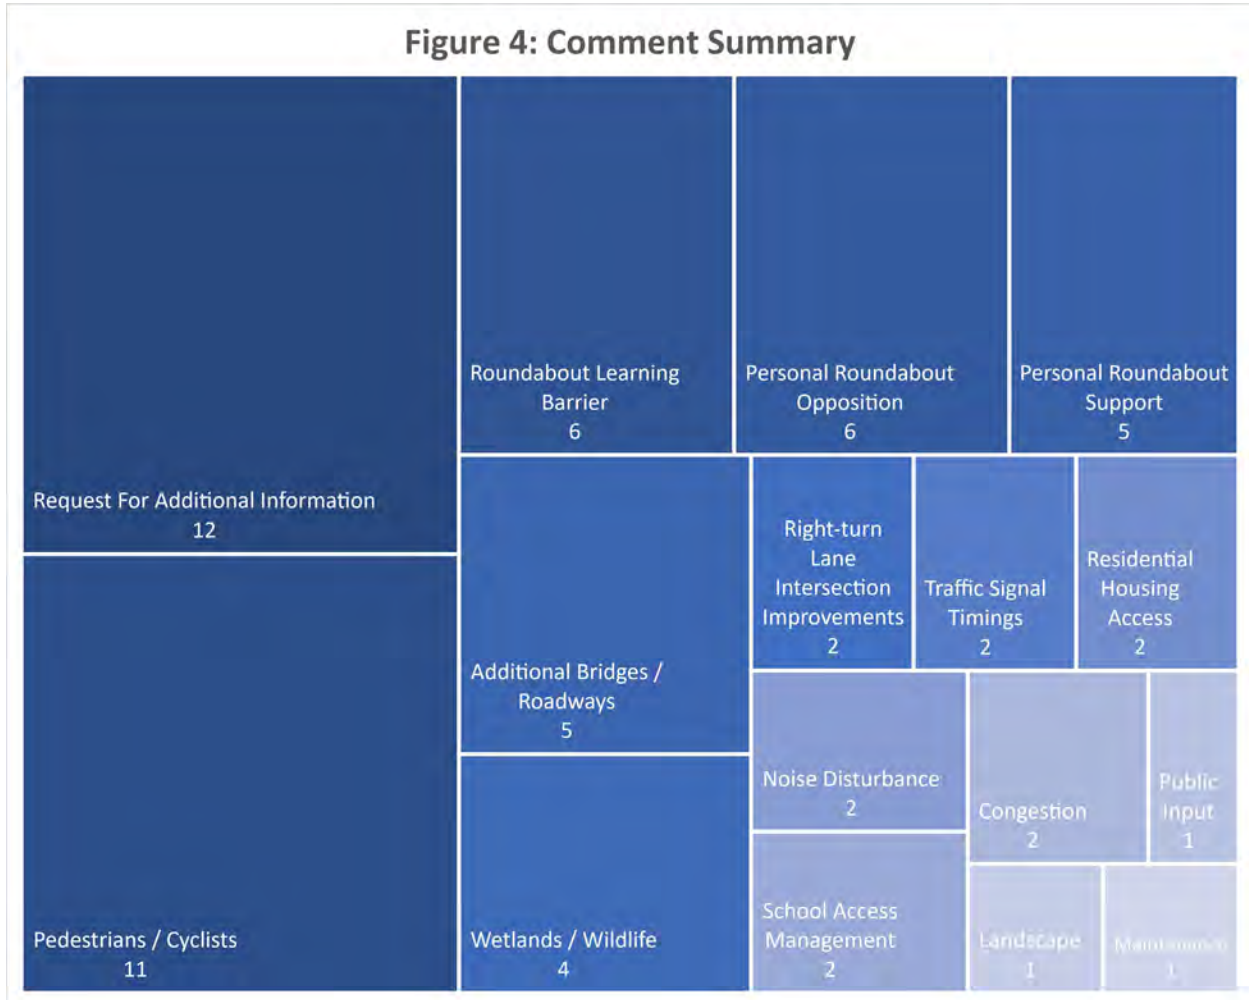 Figure 4: Comment Summary
Request For Additional Information
12
Pedestrians / Cyclists
11
Roundabout Learning
Barrier
6
Personal Roundabout
Opposition
6
Personal Roundabout
Support
5
Additional Bridges /
Roadways
5
Wetlands / Wildlife
4
Right-turn
Lane
Intersection
Improvements
2
Traffic Signal
Timings
2
Residential
Housing
Access
2
Noise Disturbance
2
School Access
Management
2
Congestion
2
Public
Input
1
Landscape
1
1